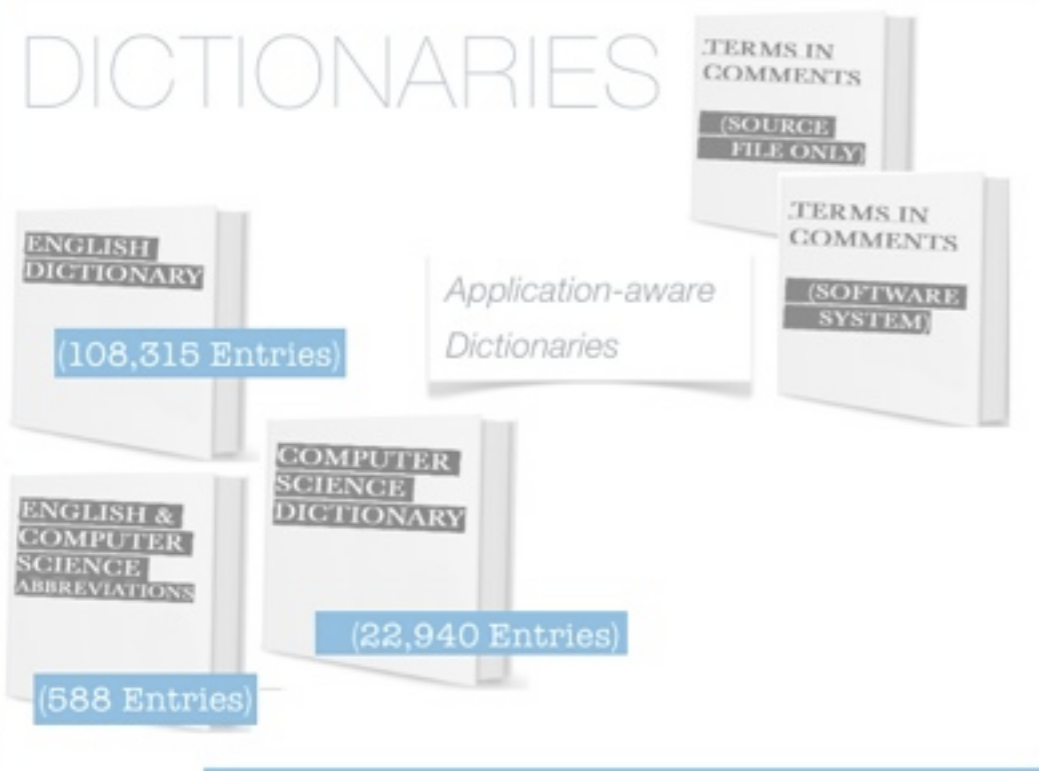 DICTIONARIES
.TERMS IN
COMMENTS
(SOURCE
FILE ONLY)
.TERMS IN
COMMENTS
(SOFTWARE
SYSTEM)
ENGLISH
DICTIONARY
(108,315 Entries)
Application-aware
Dictionaries
COMPUTER
SCIENCE
DICTIONARY
(22,940 Entries)
ENGLISH &
COMPUTER
SCIENCE
ABBREVIATIONS
(588 Entries)